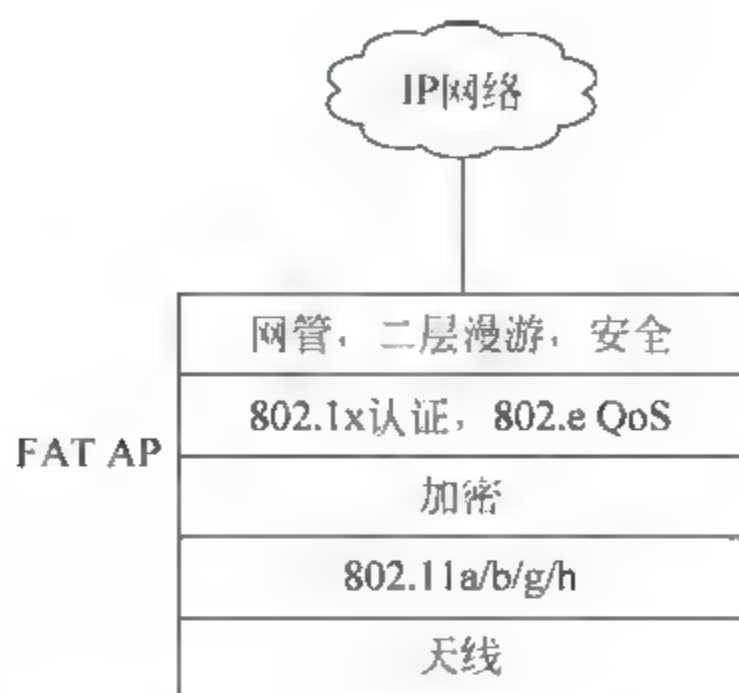 IP网络
网管，二层漫游，安全
802.1x认证，802.e QoS
FAT AP
加密
802.11a/b/g/h
天线